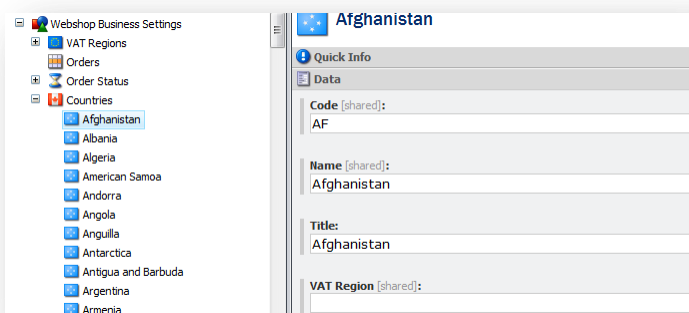 Webshop Business Settings
VAT Regions
Orders
Order Status
Countries
Afghanistan
Albania
Algeria
American Samoa
Andorra
Angola
Anguilla
Antarctica
Antigua and Barbuda
Argentina
Armenia
Afghanistan
Quick Info
Data
Code [shared]:
AF
Name [shared]:
Afghanistan
Title:
Afghanistan
VAT Region [shared]: